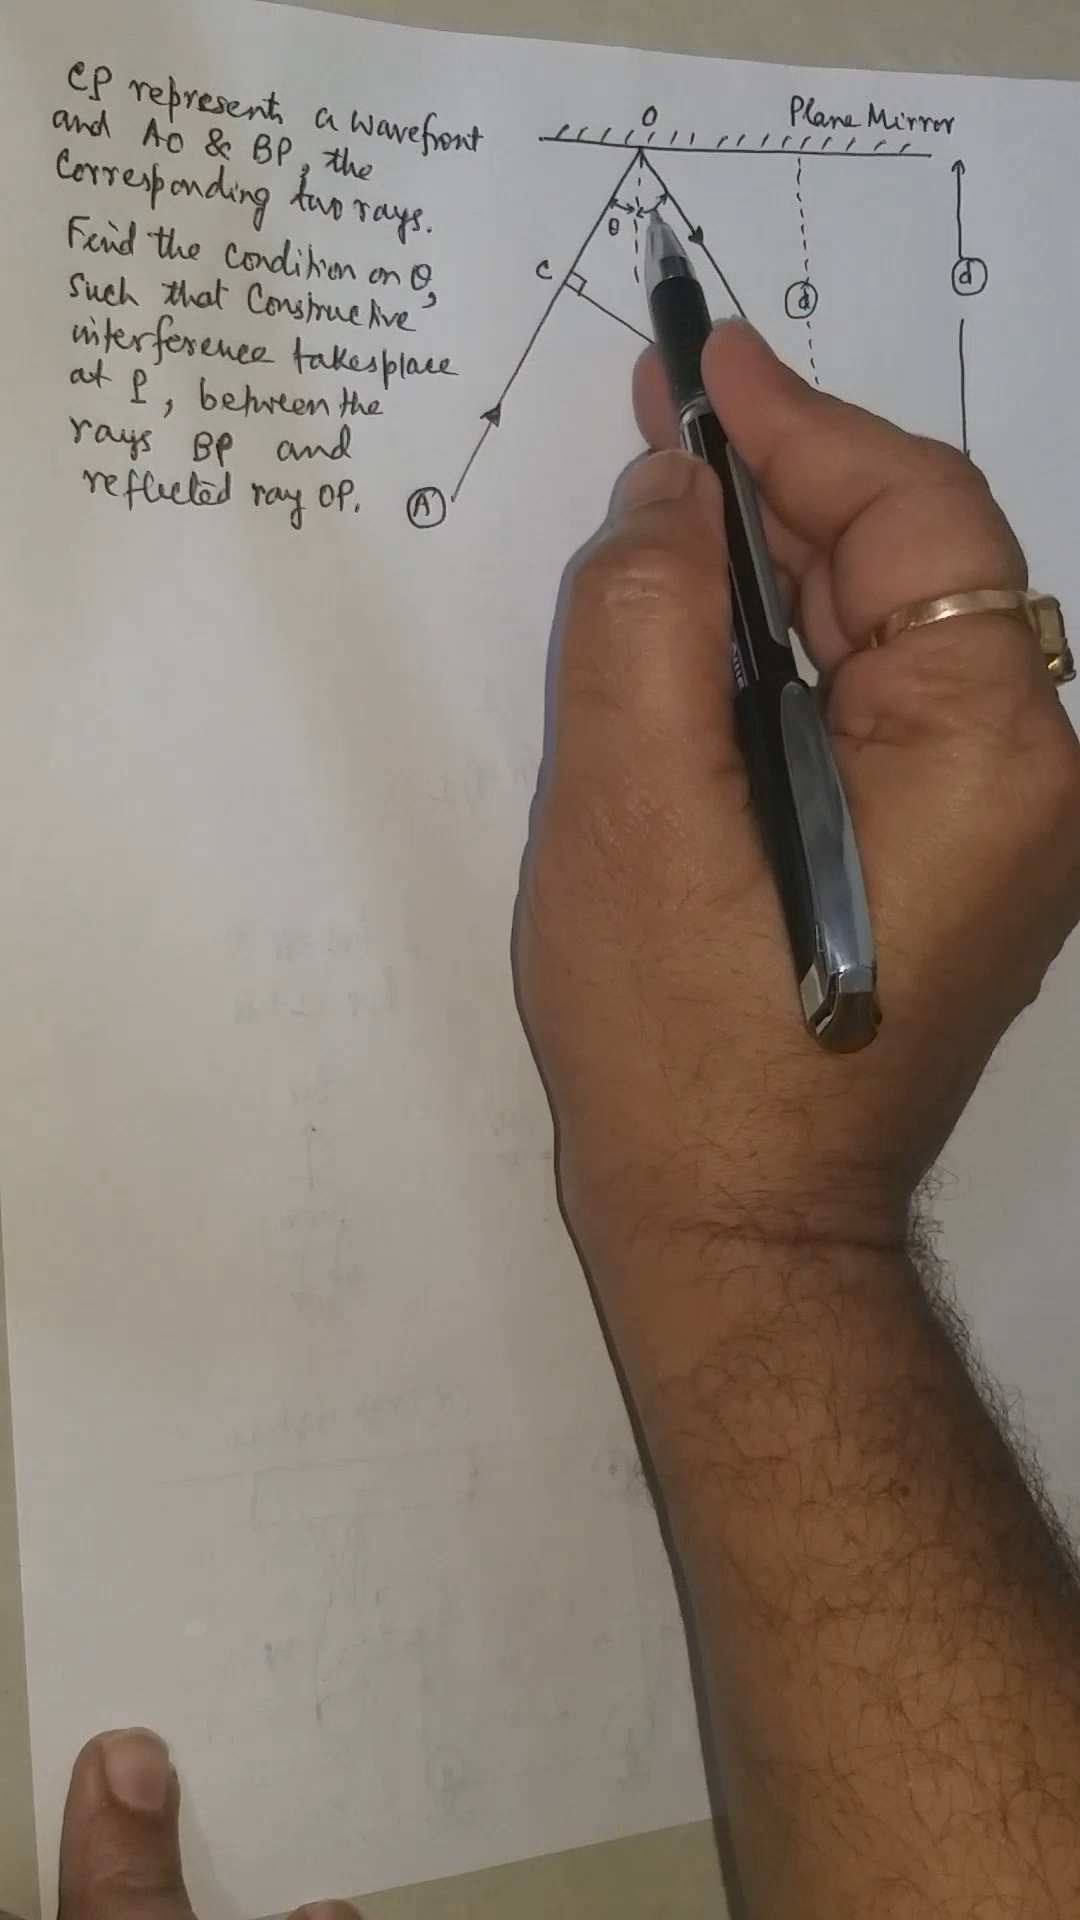 CP represents a wavefront
and AO & BP, the
Corresponding two rays.
Find the condition on θ,
such that Constructive
interference takesplace
at P, between the
rays BP and
reflected ray OP.
O
Plane Mirror
θ
C
d
d
A